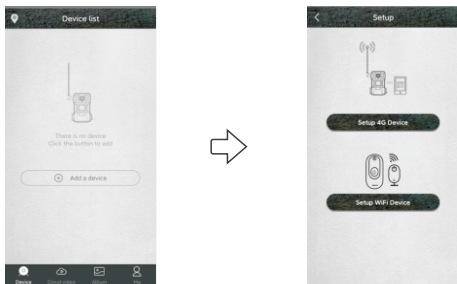 Device list
There is no device
Click the button to add
Add a device
Device
Cloud video
Album
Me
Setup
Setup 4G Device
Setup WiFi Device